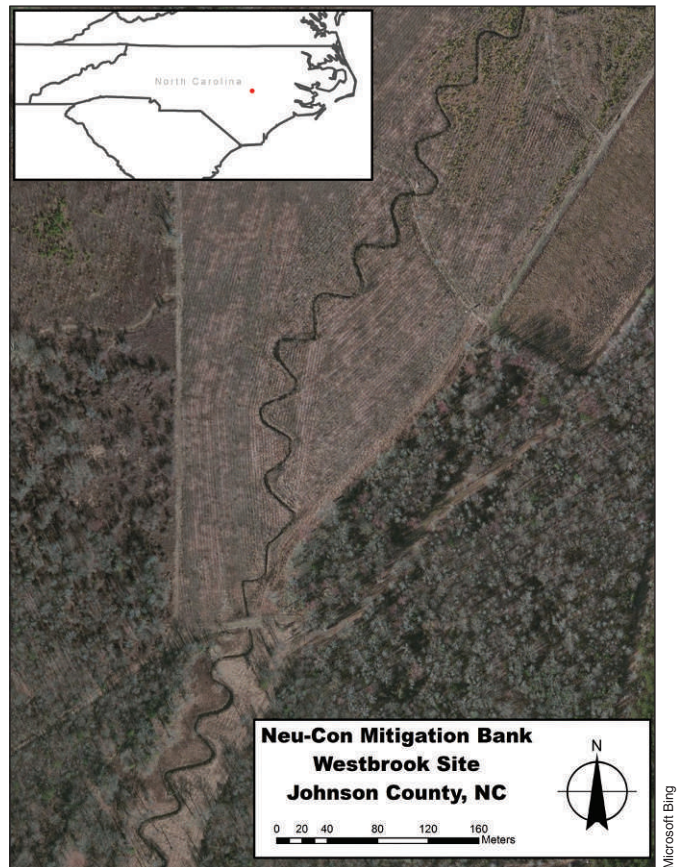 North Carolina
Neu-Con Mitigation Bank
Westbrook Site
Johnson County, NC
0 20 40 80 120 160
Meters
N
Microsoft Bing